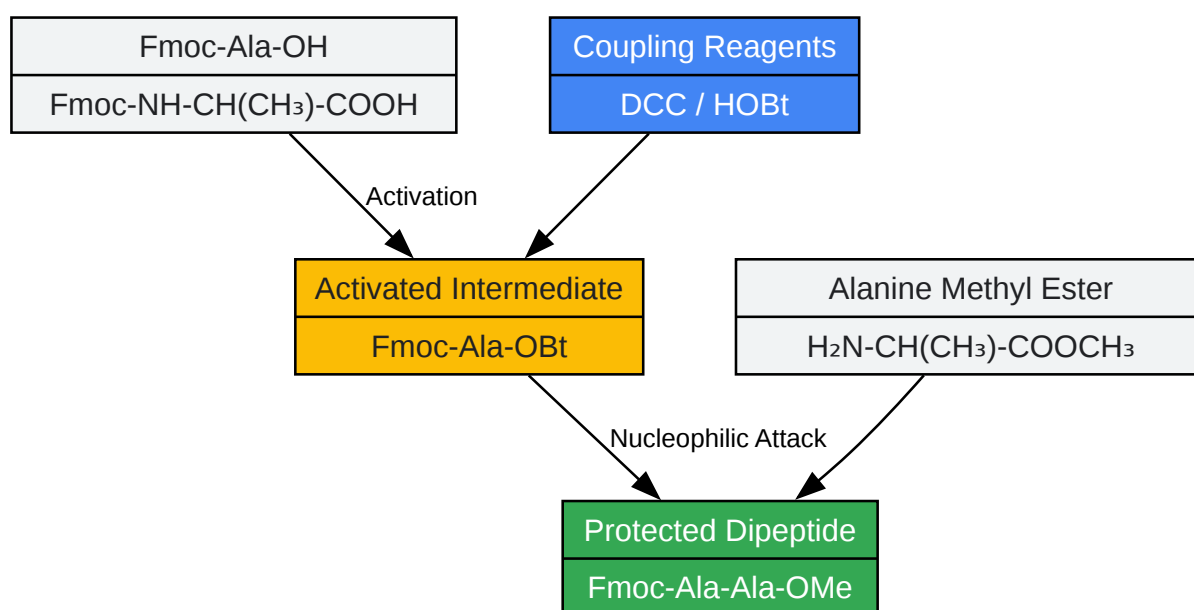 Fmoc-Ala-OH
Fmoc-NH-CH(CH₃)-COOH
Coupling Reagents
DCC / HOBt
Activation
Activated Intermediate
Fmoc-Ala-OBt
Alanine Methyl Ester
H₂N-CH(CH₃)-COOCH₃
Nucleophilic Attack
Protected Dipeptide
Fmoc-Ala-Ala-OMe